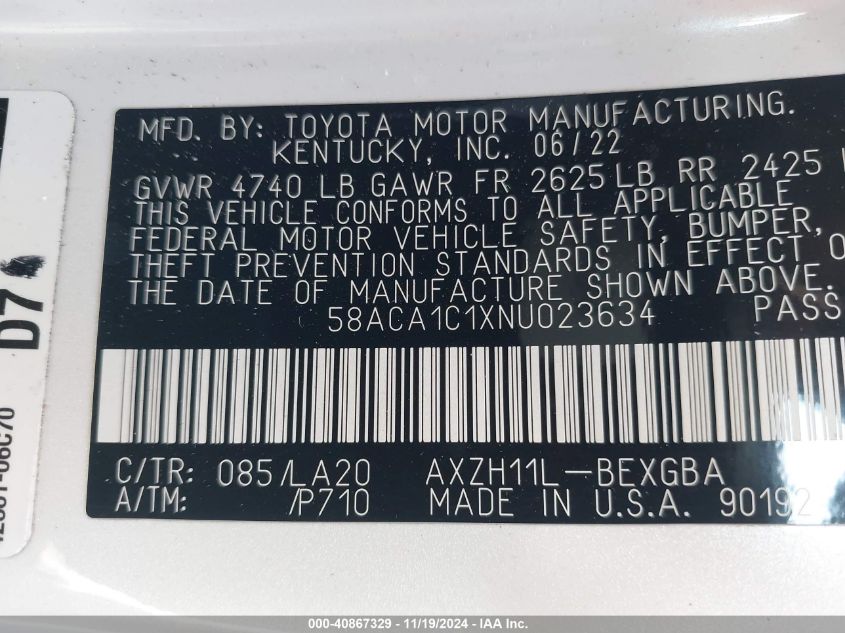 MFD. BY: TOYOTA MOTOR MANUFACTURING.
KENTUCKY, INC. 06/22
GVWR 4740 LB GAWR FR 2625 LB RR 2425
THIS VEHICLE CONFORMS TO ALL APPLICABLE
FEDERAL MOTOR VEHICLE SAFETY, BUMPER,
THEFT PREVENTION STANDARDS IN EFFECT O
THE DATE OF MANUFACTURE SHOWN ABOVE.
58ACA1C1XNU023634 PASS
C/TR: 085/LA20 AXZH11L-BEXGBA
A/TM: /P710 MADE IN U.S.A. 90192
D7
000-40867329 - 11/19/2024 - IAAI.com